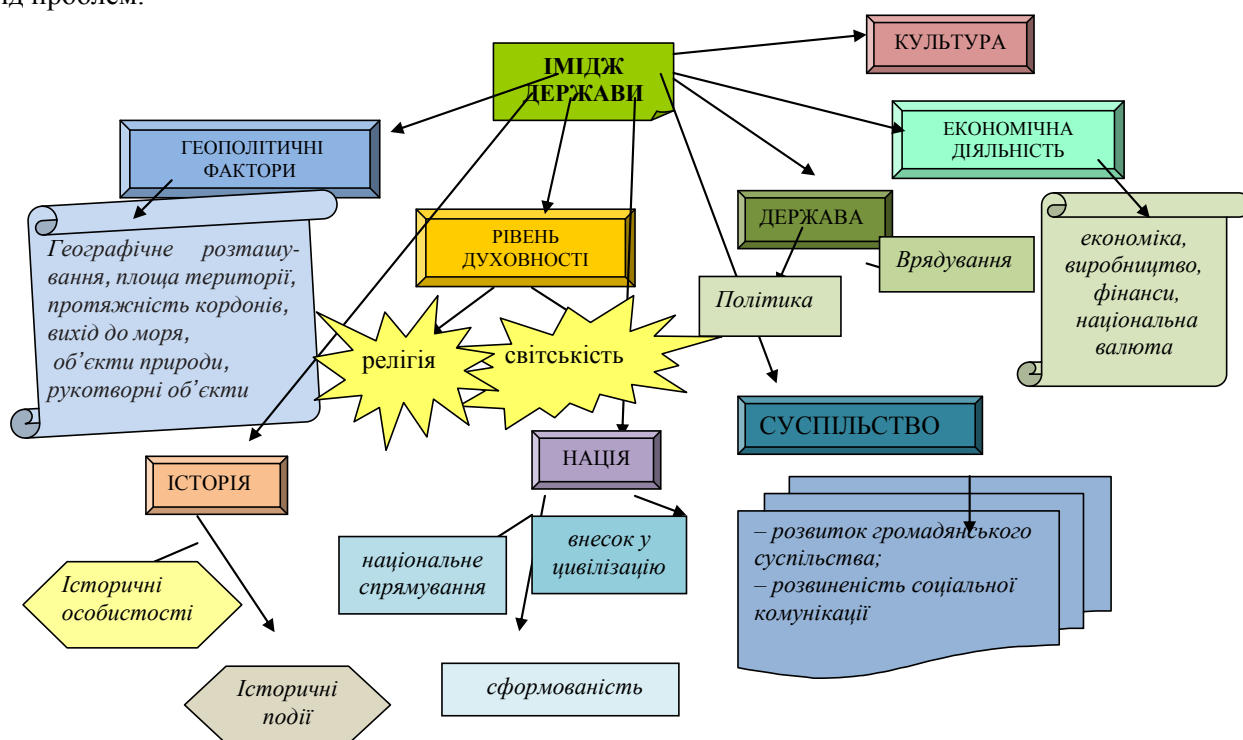 ід проблем.
КУЛЬТУРА
ІМІДЖ
ДЕРЖАВИ
ГЕОПОЛІТИЧНІ
ФАКТОРИ
ЕКОНОМІЧНА
ДІЯЛЬНІСТЬ
ДЕРЖАВА
РІВЕНЬ
ДУХОВНОСТІ
Географічне розташу-
вання, площа території,
протяжність кордонів,
вихід до моря,
об’єкти природи,
рукотворні об’єкти
Врядування
Політика
економіка,
виробництво,
фінанси,
національна
валюта
релігія
світськість
СУСПІЛЬСТВО
НАЦІЯ
ІСТОРІЯ
– розвиток громадянського
суспільства;
– розвиненість соціальної
комунікації
національне
спрямування
внесок у
цивілізацію
Історичні
особистості
Історичні
події
сформованість